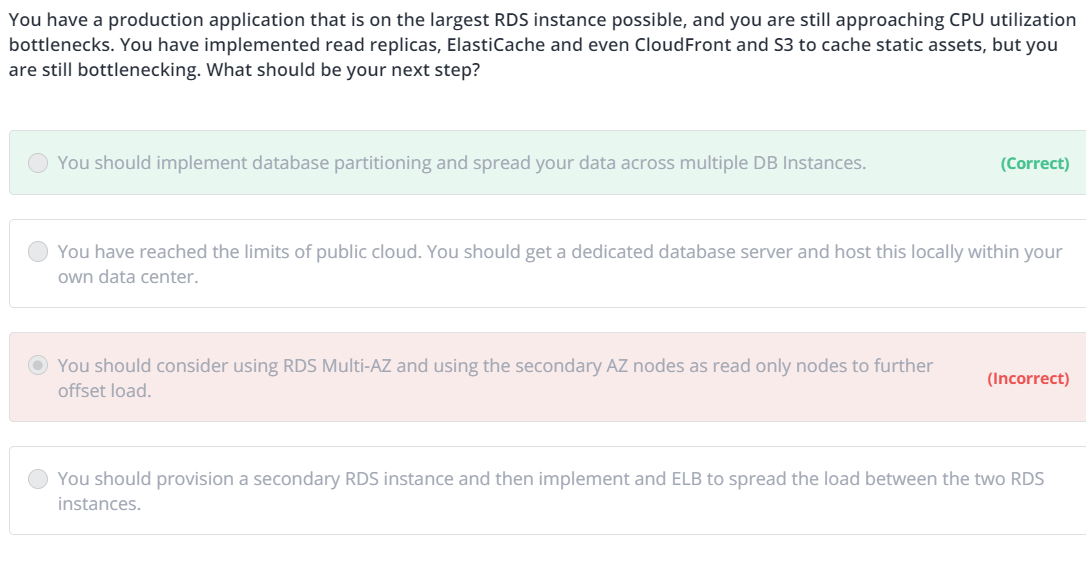 You have a production application that is on the largest RDS instance possible, and you are still approaching CPU utilization
bottlenecks. You have implemented read replicas, ElastiCache and even CloudFront and S3 to cache static assets, but you
are still bottlenecking. What should be your next step?
You should implement database partitioning and spread your data across multiple DB Instances. (Correct)
You have reached the limits of public cloud. You should get a dedicated database server and host this locally within your
own data center.
You should consider using RDS Multi-AZ and using the secondary AZ nodes as read only nodes to further
offset load.
(Incorrect)
You should provision a secondary RDS instance and then implement and ELB to spread the load between the two RDS
instances.